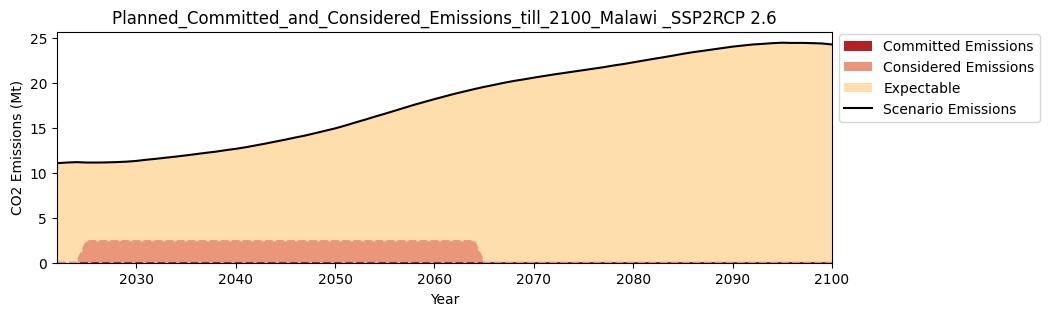 Planned_Committed_and_Considered_Emissions_till_2100_Malawi _SSP2RCP 2.6
25
20
15
10
5
0
CO2 Emissions (Mt)
2030 2040 2050 2060 2070 2080 2090 2100
Year
Committed Emissions
Considered Emissions
Expectable
Scenario Emissions